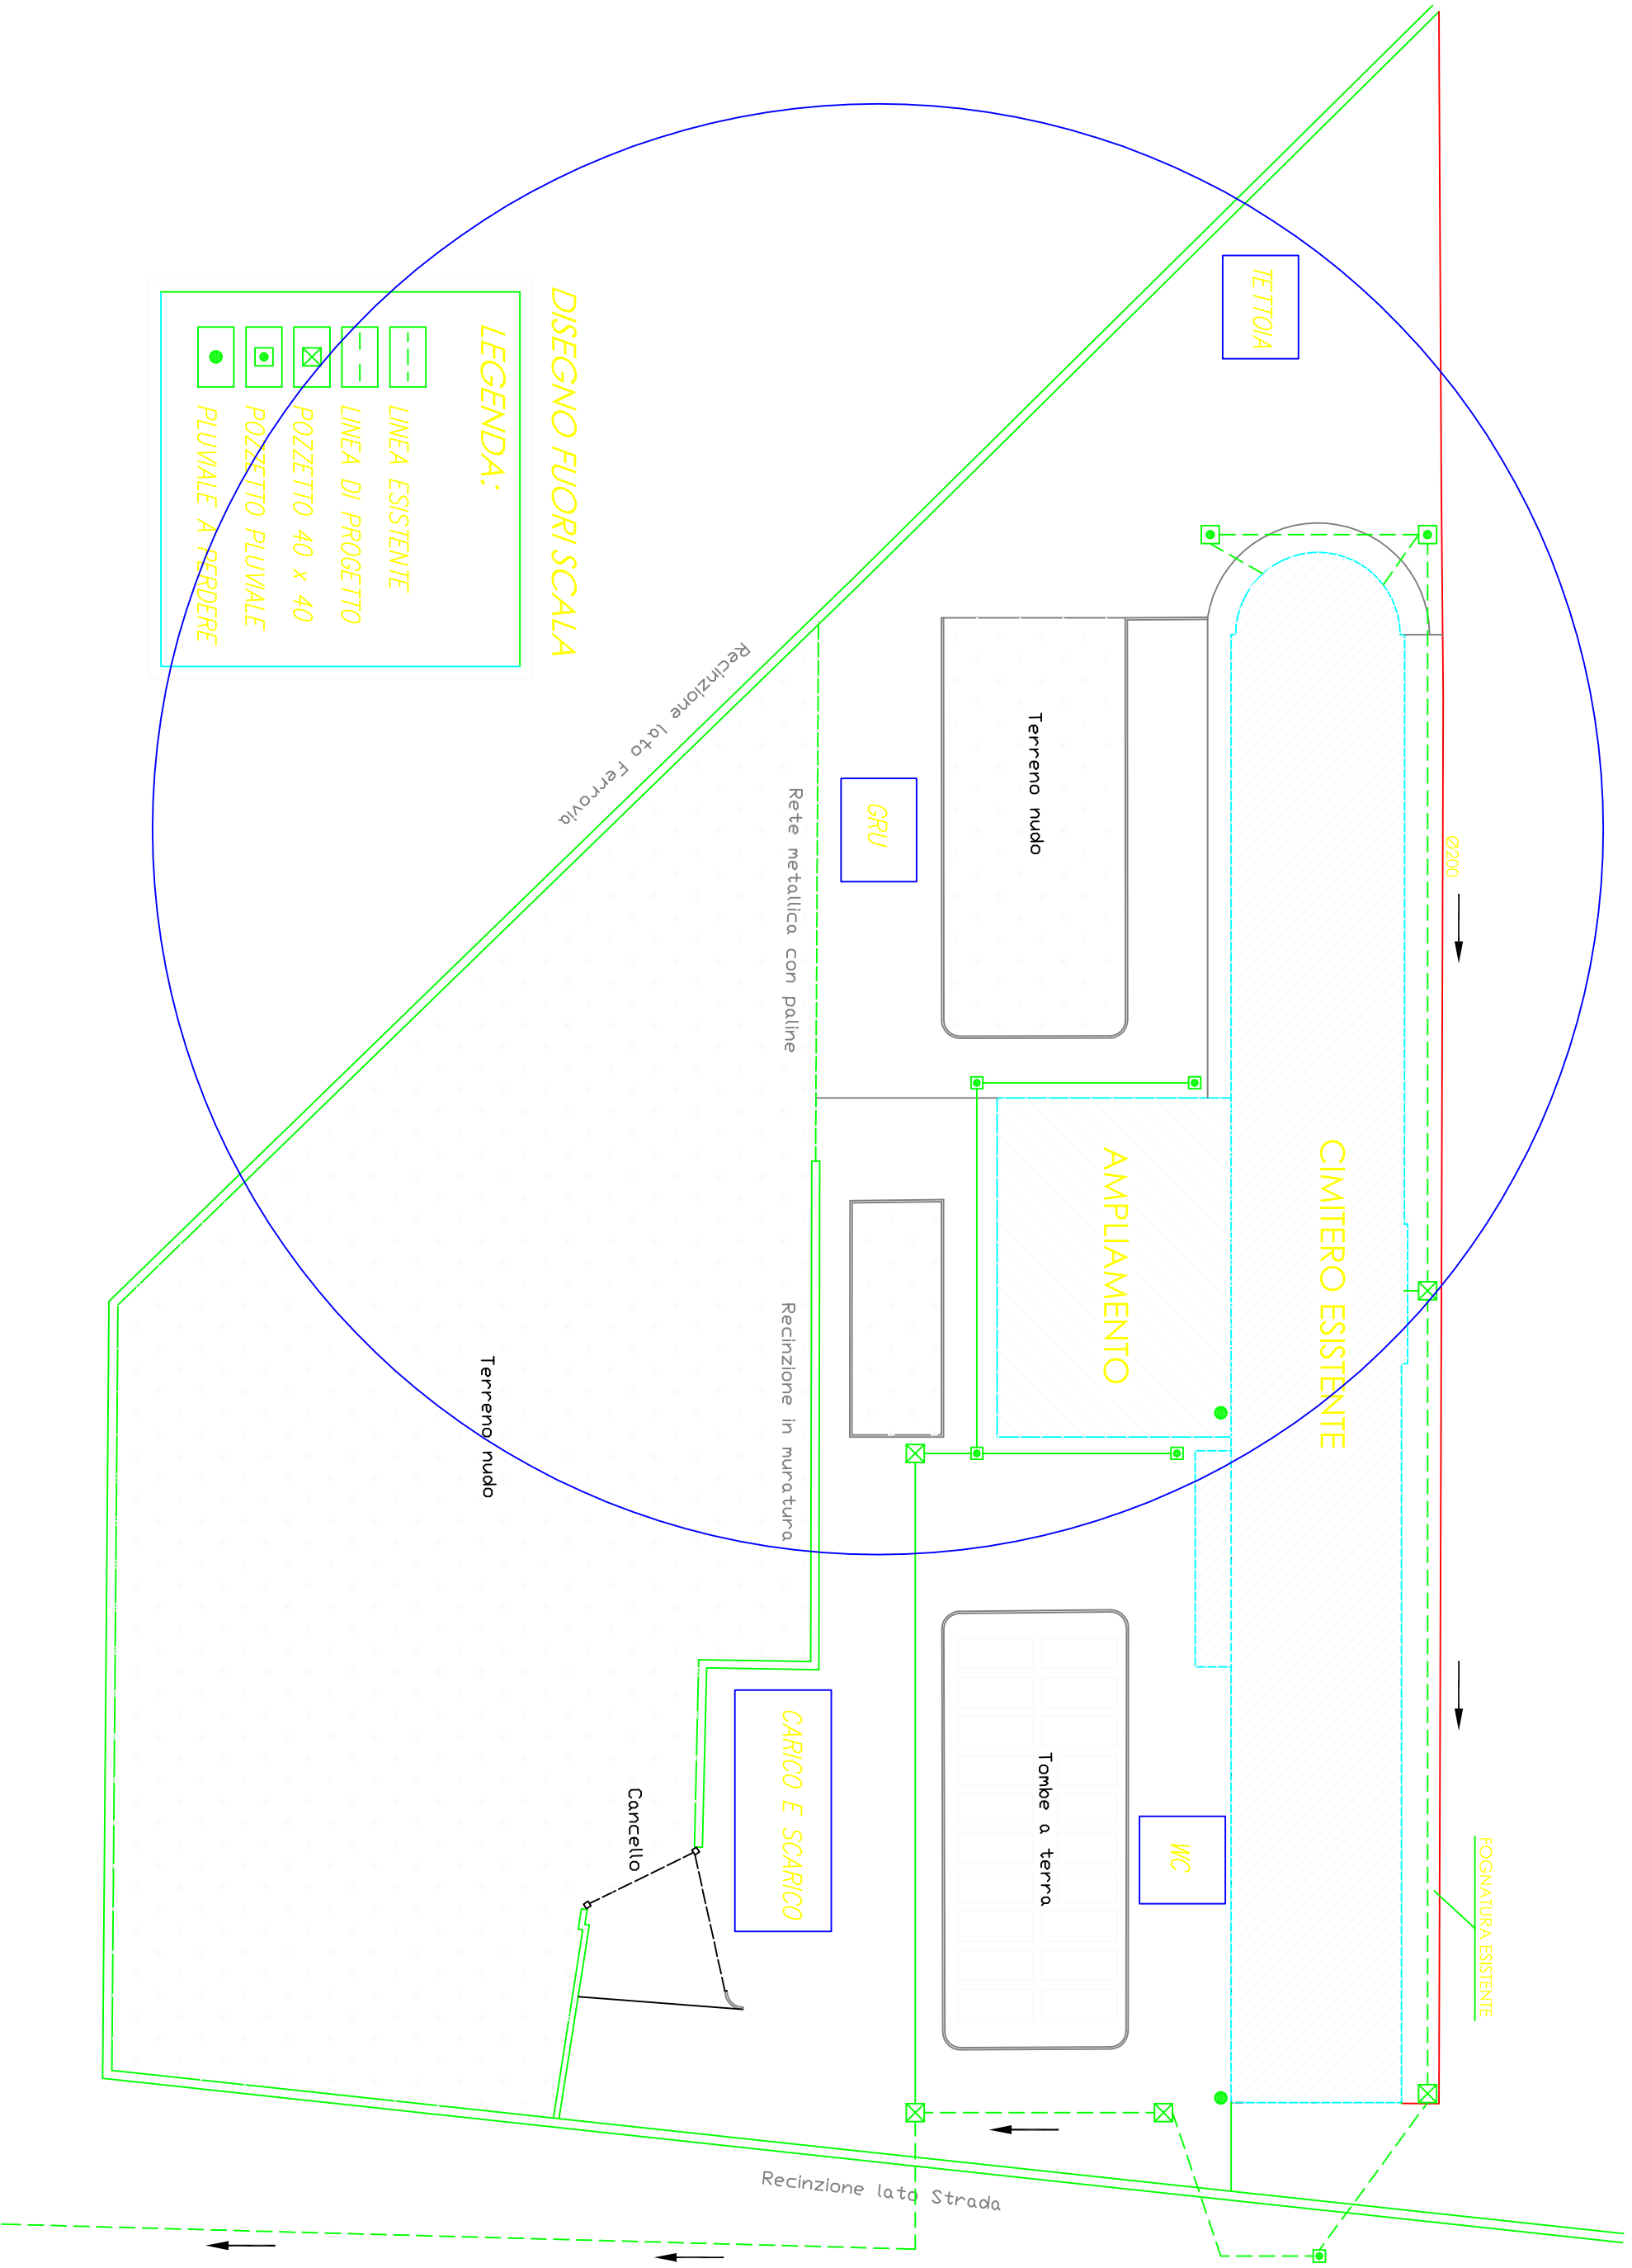 FOGNATURA ESISTENTE
Ø200
CIMITERO ESISTENTE
TETTOIA
WC
AMPLIAMENTO
Terreno nudo
Tombe a terra
GRU
Rete metallica con paline
Recinzione in muratura
CARICO E SCARICO
Recinzione lato Ferrovia
Cancello
Recinzione lato Strada
Terreno nudo
DISEGNO FUORI SCALA
LEGENDA:
LINEA ESISTENTE
LINEA DI PROGETTO
POZZETTO 40 x 40
POZZETTO PLUVIALE
PLUVIALE A PERDERE